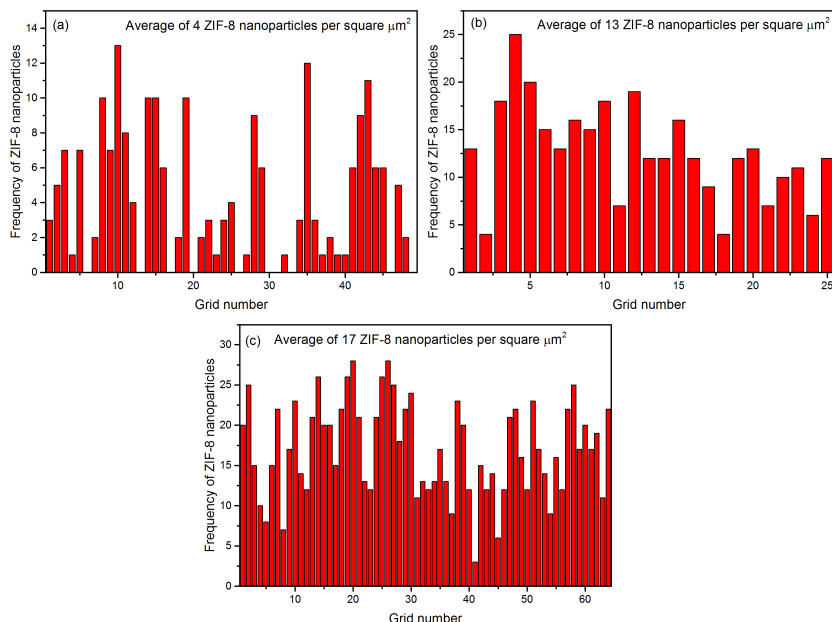 (a) Average of 4 ZIF-8 nanoparticles per square μm²
Frequency of ZIF-8 nanoparticles
14
12
10
8
6
4
2
0
10 20 30 40
Grid number
(b) Average of 13 ZIF-8 nanoparticles per square μm²
Frequency of ZIF-8 nanoparticles
25
20
15
10
5
0
5 10 15 20 25
Grid number
(c) Average of 17 ZIF-8 nanoparticles per square μm²
Frequency of ZIF-8 nanoparticles
30
25
20
15
10
5
0
10 20 30 40 50 60
Grid number